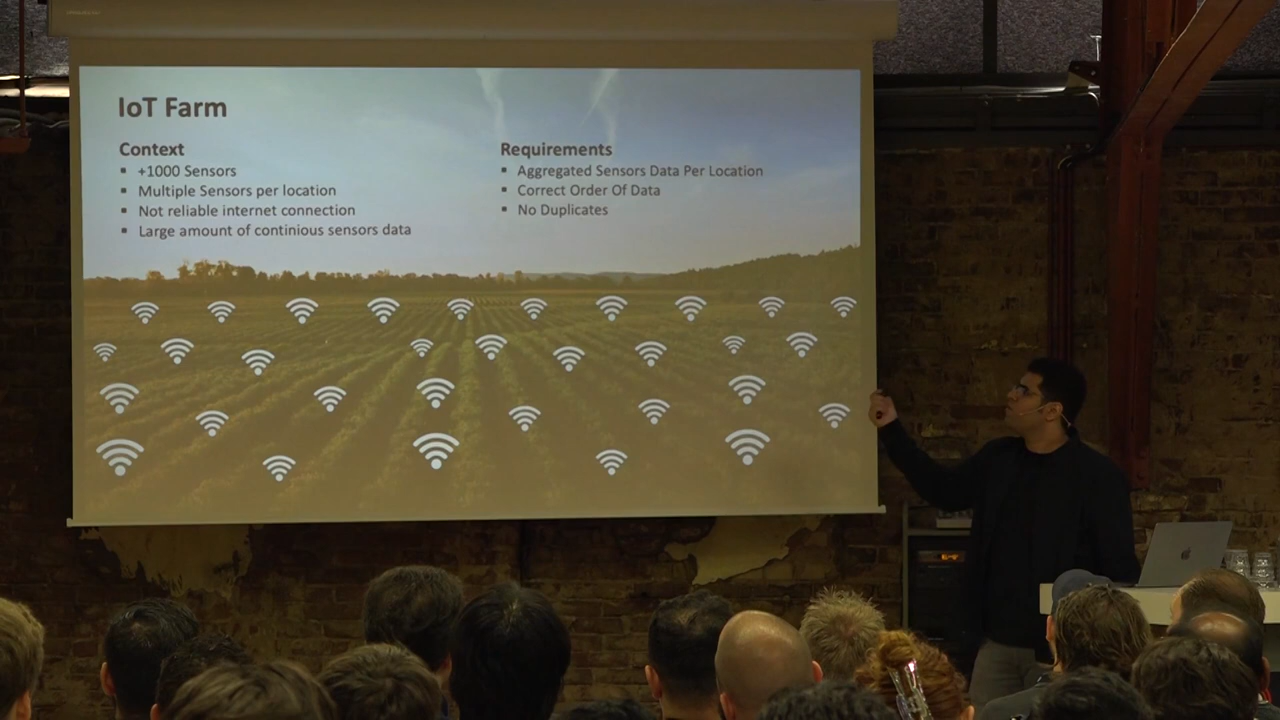 IoT Farm
Context
+1000 Sensors
Multiple Sensors per location
Not reliable internet connection
Large amount of continious sensors data
Requirements
Aggregated Sensors Data Per Location
Correct Order Of Data
No Duplicates